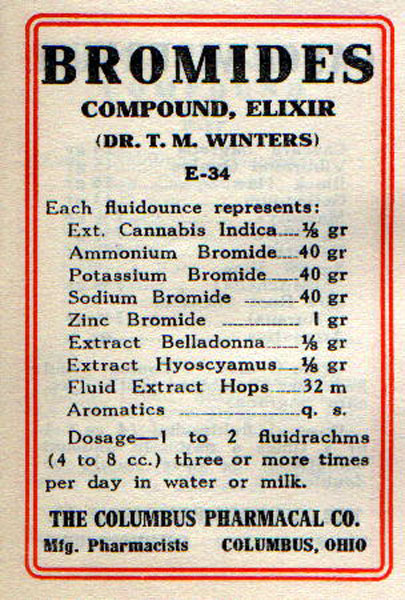 BROMIDES
COMPOUND, ELIXIR
(DR. T. M. WINTERS)
E-34
Each fluidounce represents:
Ext. Cannabis Indica ⅛ gr
Ammonium Bromide 40 gr
Potassium Bromide 40 gr
Sodium Bromide 40 gr
Zinc Bromide 1 gr
Extract Belladonna ⅛ gr
Extract Hyoscyamus ⅛ gr
Fluid Extract Hops 32 m
Aromatics q. s.
Dosage—1 to 2 fluidrachms
(4 to 8 cc.) three or more times
per day in water or milk.
THE COLUMBUS PHARMACAL CO.
Mfg. Pharmacists COLUMBUS, OHIO